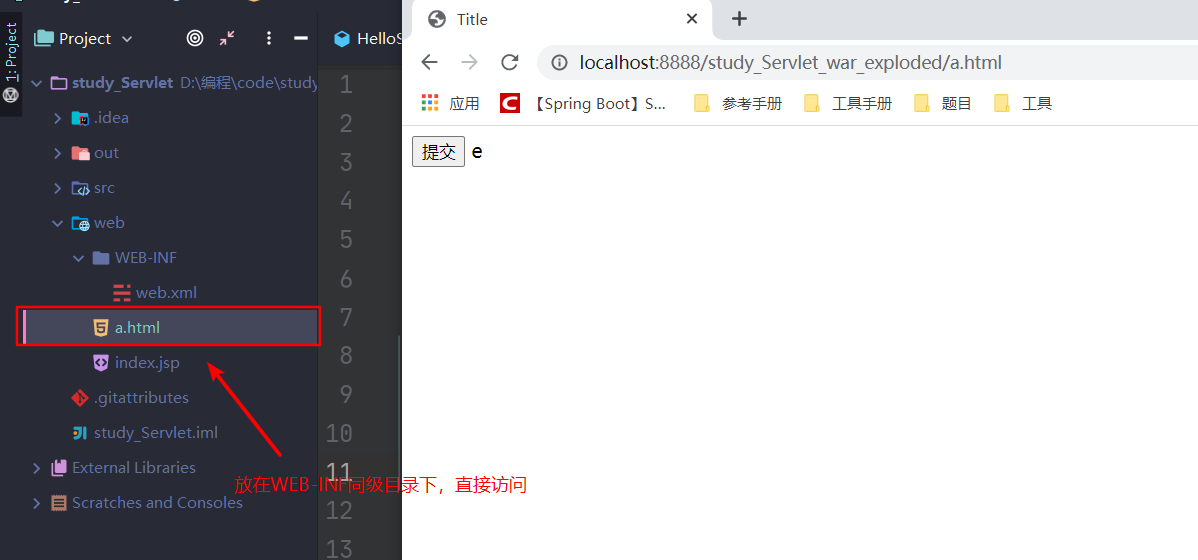 Project
HelloS
1: Project
study_Servlet D:\编程\code\study_
.idea
out
src
web
WEB-INF
web.xml
a.html
index.jsp
.gitattributes
study_Servlet.iml
External Libraries
Scratches and Consoles
1
2
3
4
5
6
7
8
9
10
11
12
13
放在WEB-INF同级目录下，直接访问
Title
localhost:8888/study_Servlet_war_exploded/a.html
应用
【Spring Boot】S...
参考手册
工具手册
题目
工具
提交 e